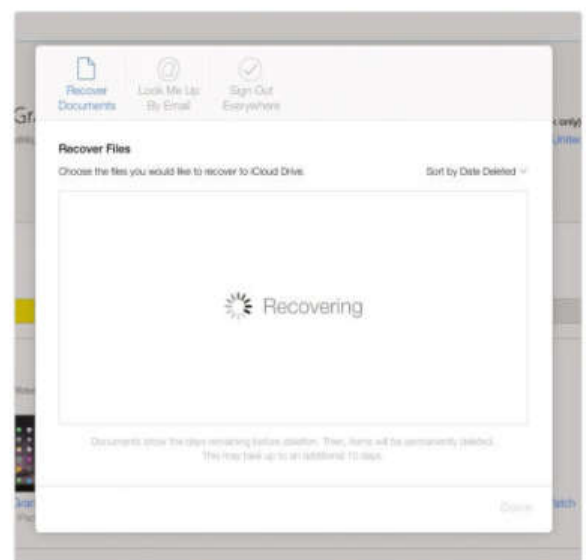 Recover
Documents
Look Me Up
By Email
Sign Out
Everywhere
Gr
only)
Recover Files
Choose the files you would like to recover to iCloud Drive.
Sort by Date Deleted
Recovering
Documents show the days remaining before deletion. Then, items will be permanently deleted.
This may take up to an additional 10 days.
Done